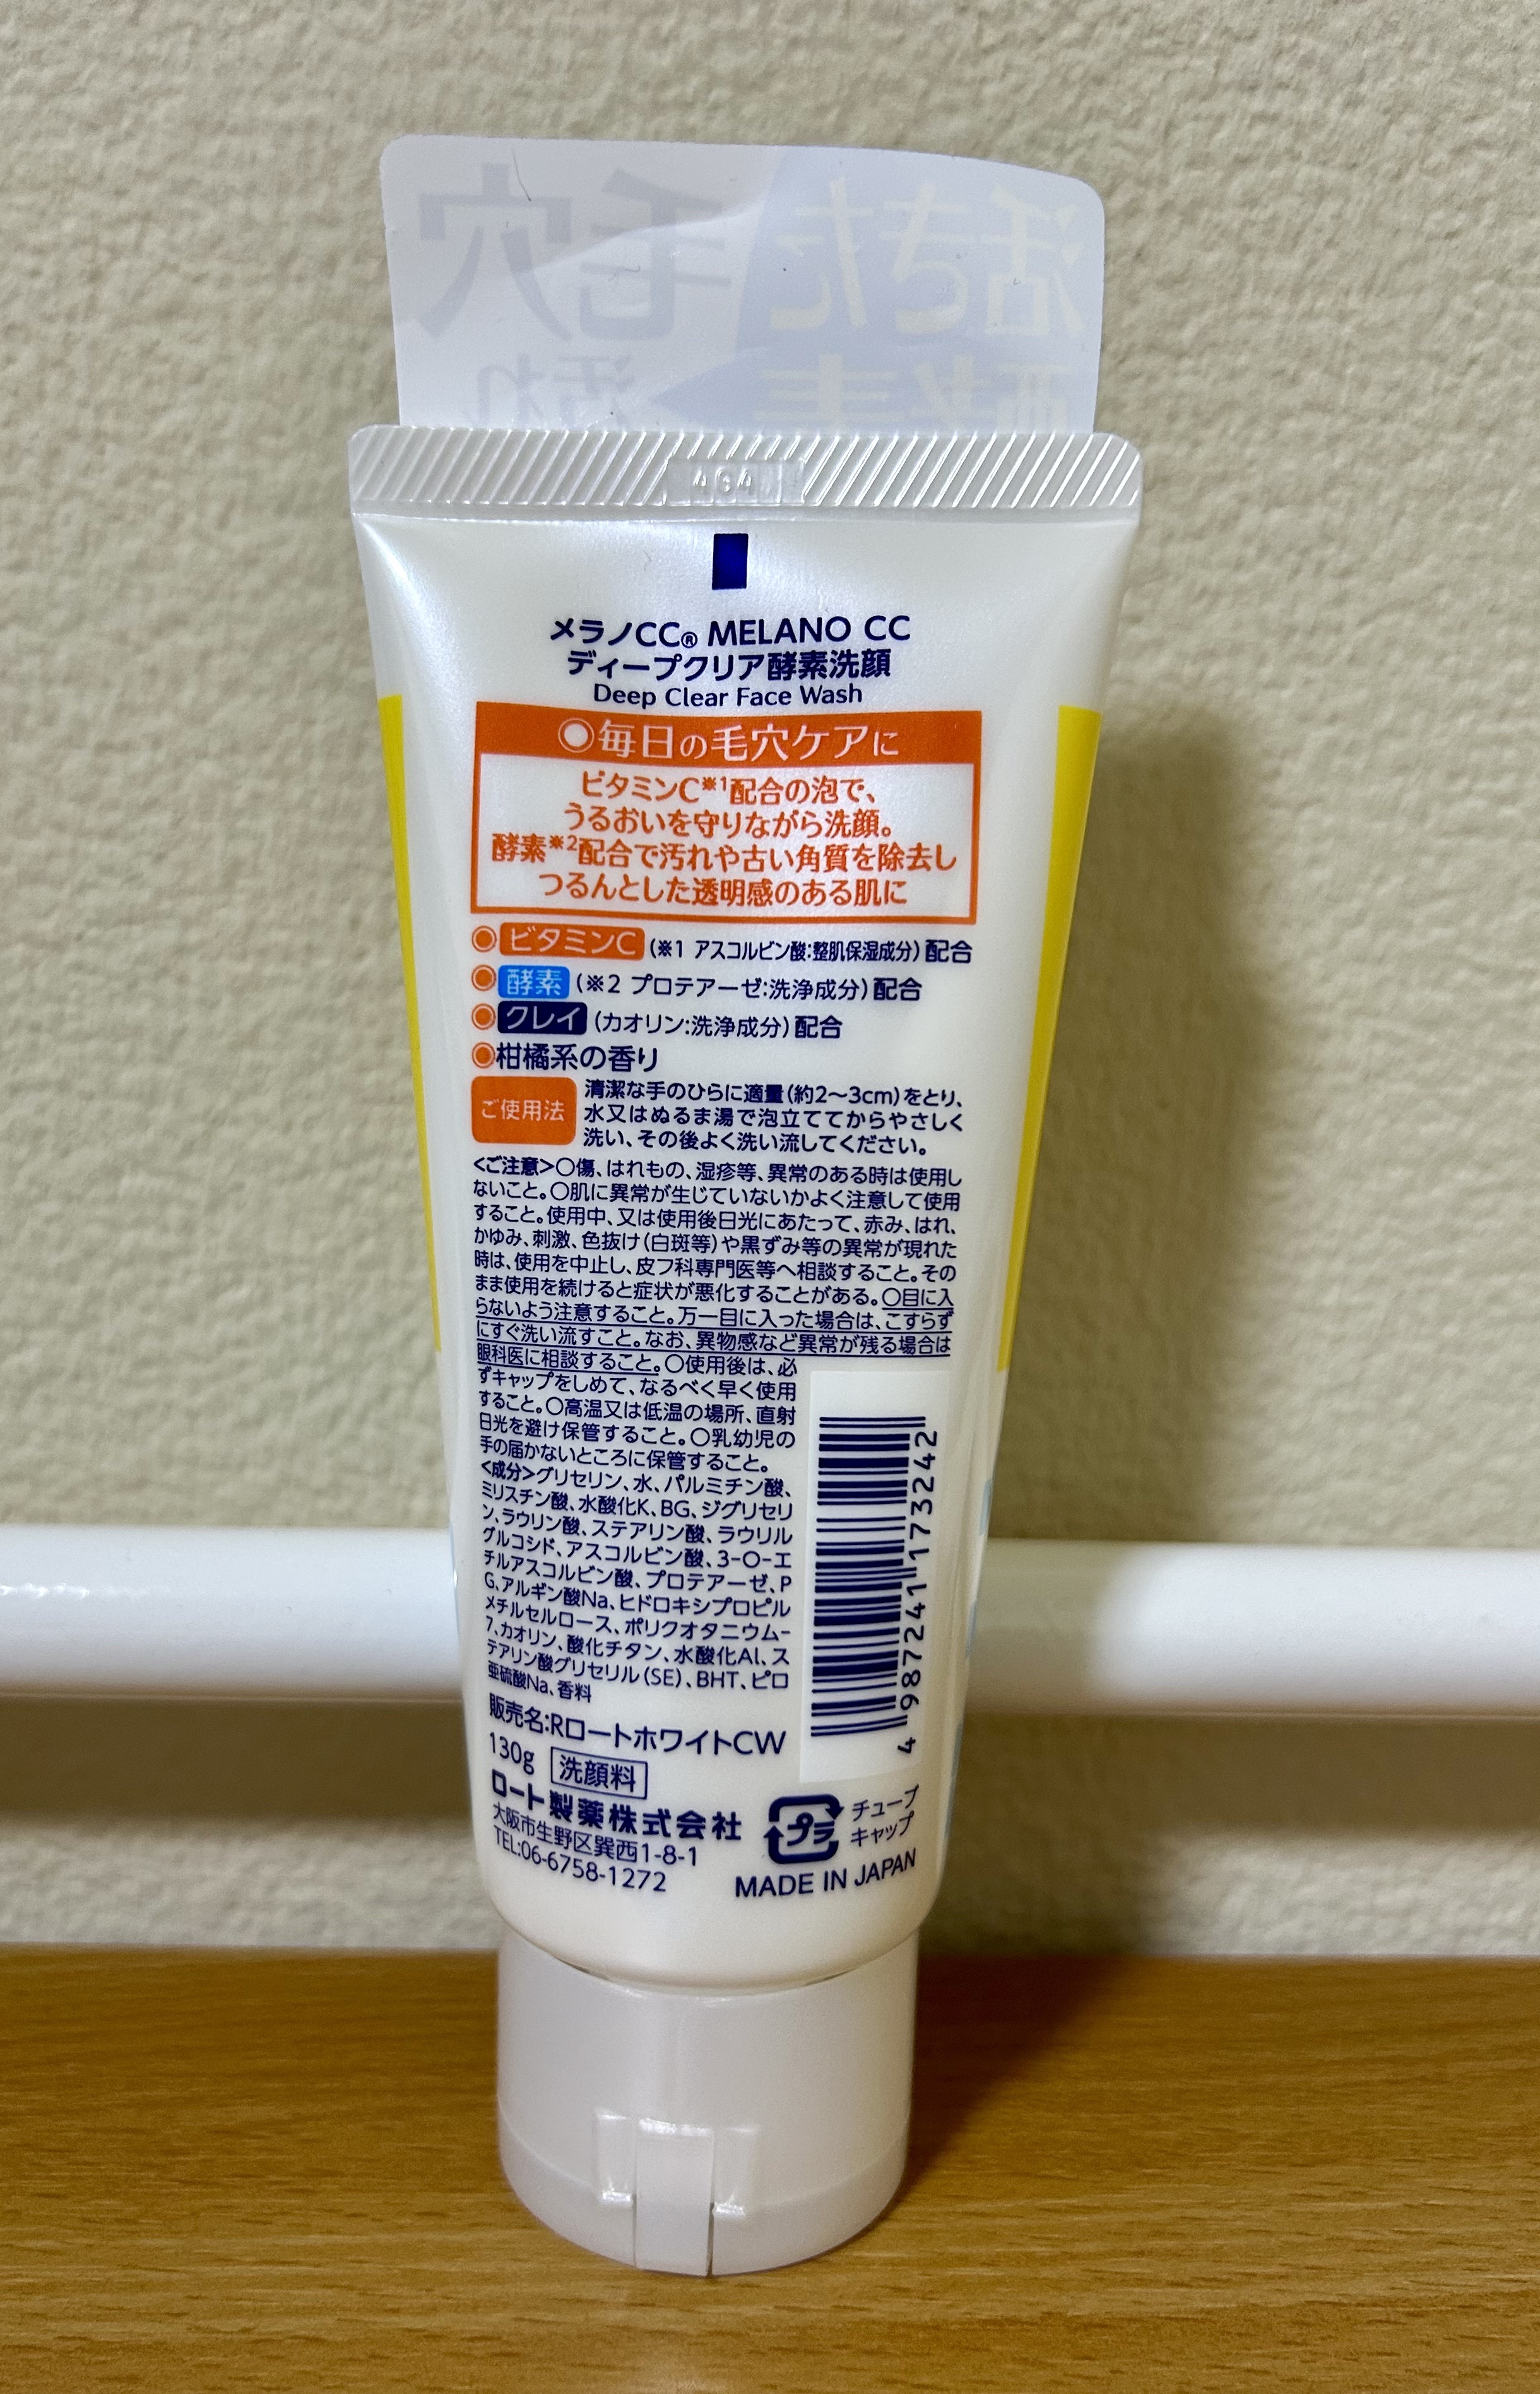 活きた
毛穴
酵素
汚れ
464
メラノCC® MELANO CC
ディープクリア酵素洗顔
Deep Clear Face Wash
◉毎日の毛穴ケアに
ビタミンC※1配合の泡で、
うるおいを守りながら洗顔。
酵素※2配合で汚れや古い角質を除去し
つるんとした透明感のある肌に
◉ビタミンC(※1 アスコルビン酸:整肌保湿成分)配合
◉酵素(※2 プロテアーゼ:洗浄成分)配合
◉クレイ(カオリン:洗浄成分)配合
◉柑橘系の香り
ご使用法
清潔な手のひらに適量(約2〜3cm)をとり、
水又はぬるま湯で泡立ててからやさしく
洗い、その後よく洗い流してください。
<ご注意>○傷、はれもの、湿疹等、異常のある時は使用し
ないこと。○肌に異常が生じていないかよく注意して使用
すること。使用中、又は使用後日光にあたって、赤み、はれ、
かゆみ、刺激、色抜け(白斑等)や黒ずみ等の異常が現れた
時は、使用を中止し、皮フ科専門医等へ相談すること。その
まま使用を続けると症状が悪化することがある。○目に入
らないよう注意すること。万一目に入った場合は、こすらず
にすぐ洗い流すこと。なお、異物感など異常が残る場合は
眼科医に相談すること。○使用後は、必
ずキャップをしめて、なるべく早く使用
すること。○高温又は低温の場所、直射
日光を避け保管すること。○乳幼児の
手の届かないところに保管すること。
<成分>グリセリン、水、パルミチン酸、
ミリスチン酸、水酸化K、BG、ジグリセリ
ン、ラウリン酸、ステアリン酸、ラウリル
グルコシド、アスコルビン酸、3-O-エ
チルアスコルビン酸、プロテアーゼ、P
G、アルギン酸Na、ヒドロキシプロピル
メチルセルロース、ポリクオタニウム-
7、カオリン、酸化チタン、水酸化Al、ス
テアリン酸グリセリル(SE)、BHT、ピロ
亜硫酸Na、香料
4 987241 173242
販売名:RロートホワイトCW
130g 洗顔料
ロート製薬株式会社
大阪市生野区巽西1-8-1
TEL:06-6758-1272
プラ
チューブ
キャップ
MADE IN JAPAN